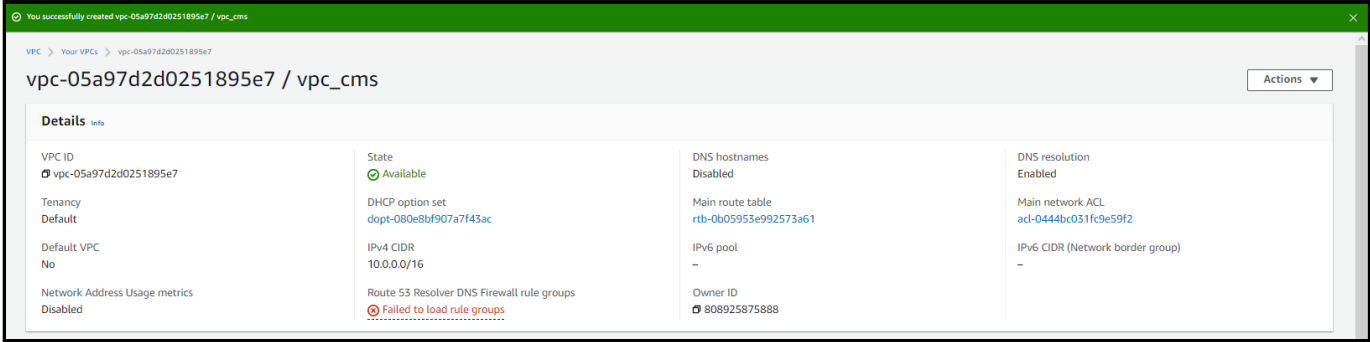 You successfully created vpc-05a97d2d0251895e7 / vpc_cms
VPC > Your VPCs > vpc-05a97d2d0251895e7
vpc-05a97d2d0251895e7 / vpc_cms
Actions
Details Info
VPC ID
vpc-05a97d2d0251895e7
State
Available
DNS hostnames
Disabled
DNS resolution
Enabled
Tenancy
Default
DHCP option set
dopt-080e8bf907a7f43ac
Main route table
rtb-0b05953e992573a61
Main network ACL
acl-0444bc031fc9e59f2
Default VPC
No
IPv4 CIDR
10.0.0.0/16
IPv6 pool
–
IPv6 CIDR (Network border group)
–
Network Address Usage metrics
Disabled
Route 53 Resolver DNS Firewall rule groups
Failed to load rule groups
Owner ID
808925875888